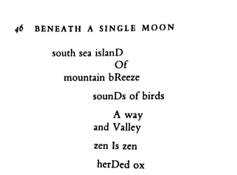 46 BENEATH A SINGLE MOON
south sea islanD
Of
mountain bReeze
sounDs of birds
A way
and Valley
zen Is zen
herDed ox